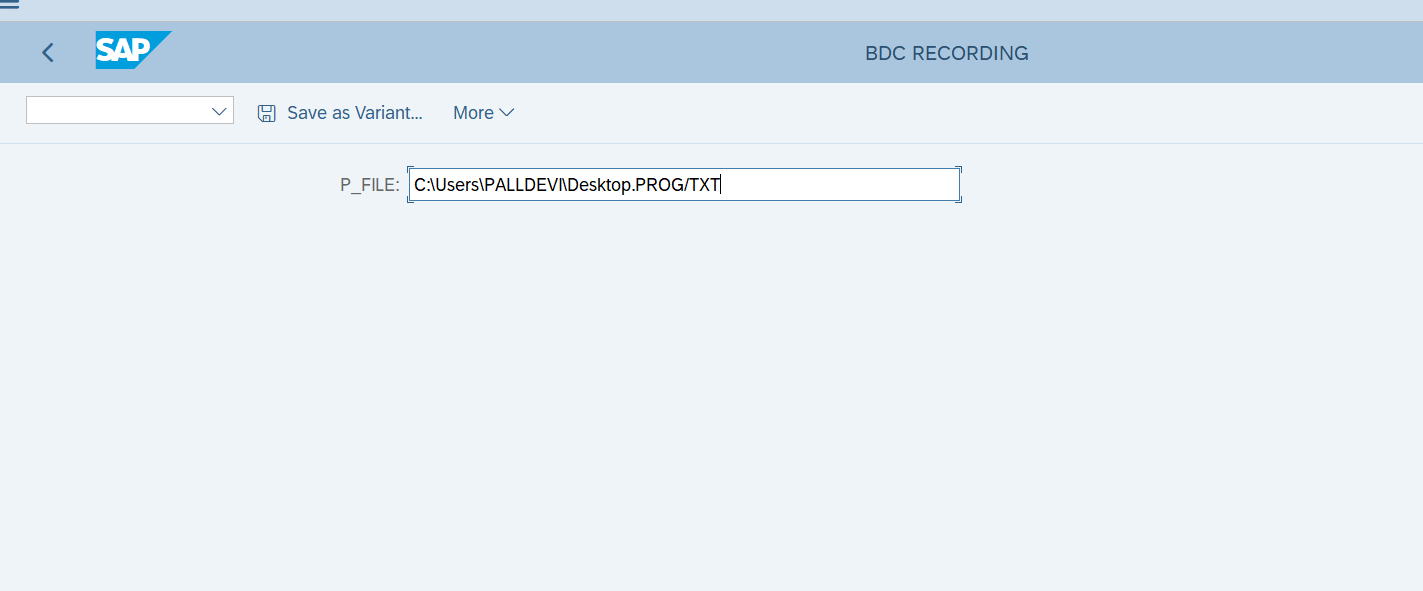 SAP
BDC RECORDING
Save as Variant... More
P_FILE: C:\Users\PALLDEVI\Desktop.PROG/TXT